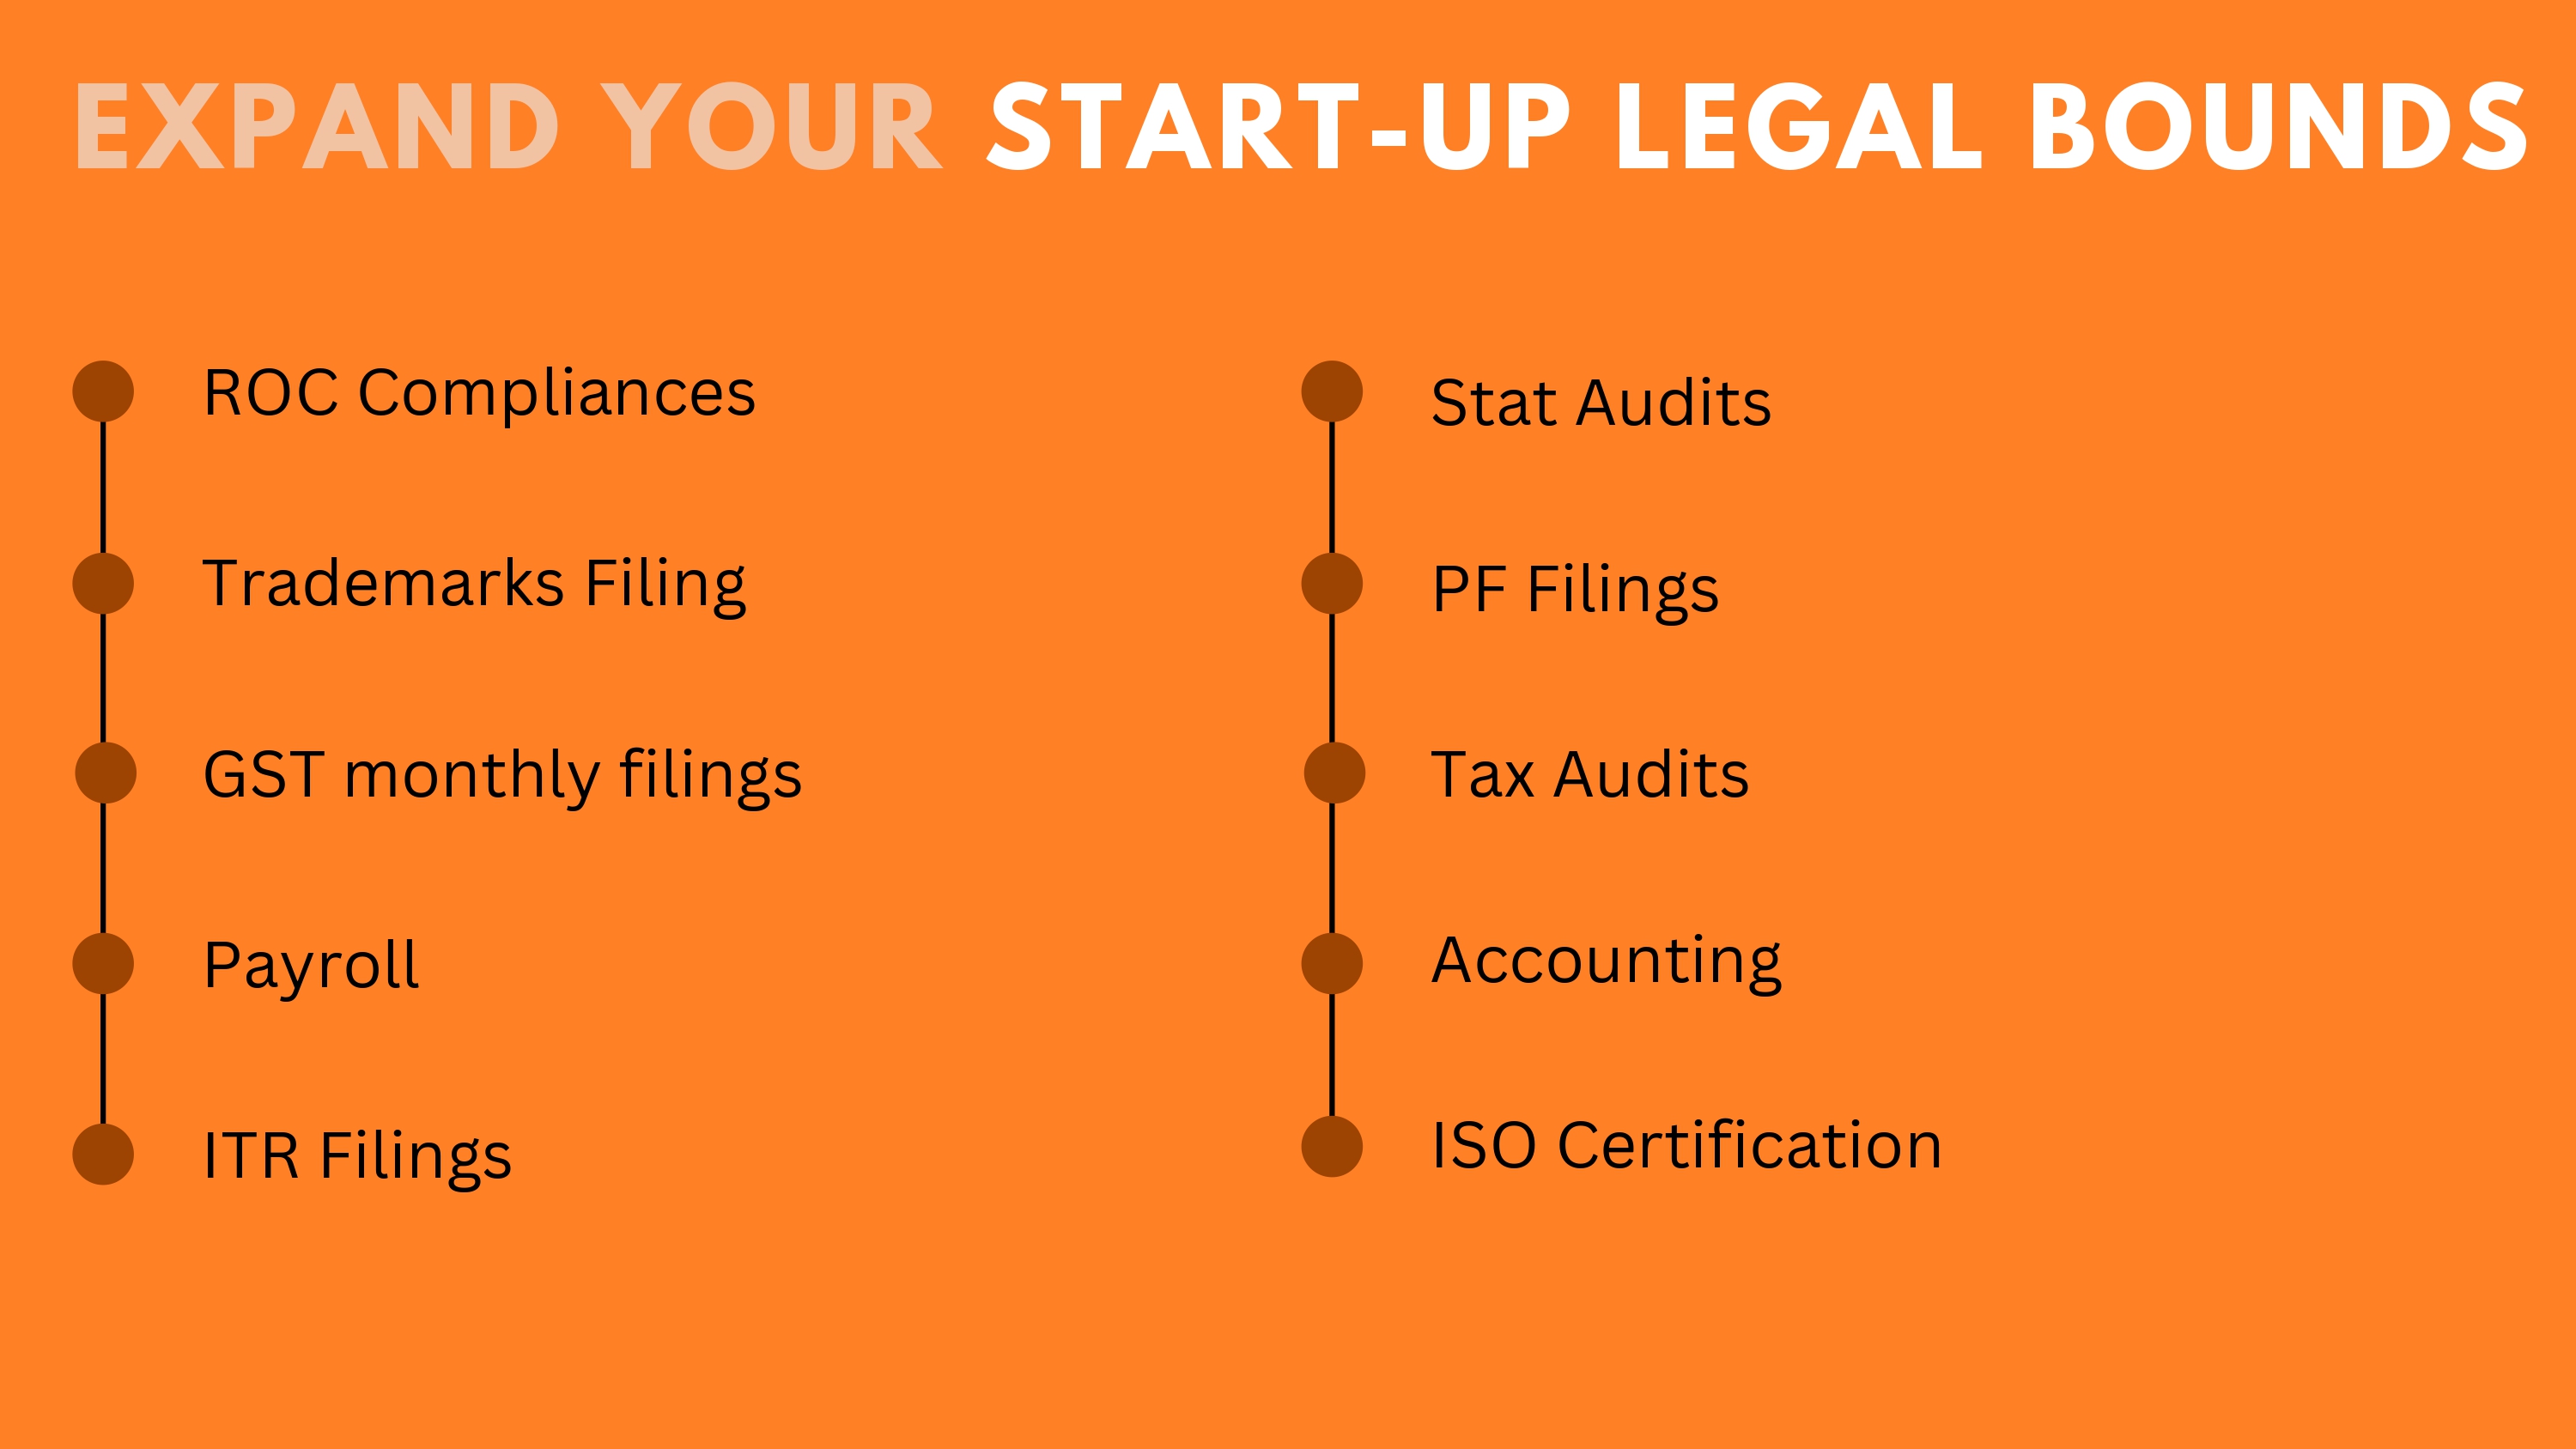 EXPAND YOUR START-UP LEGAL BOUNDS
ROC Compliances
Trademarks Filing
GST monthly filings
Payroll
ITR Filings
Stat Audits
PF Filings
Tax Audits
Accounting
ISO Certification